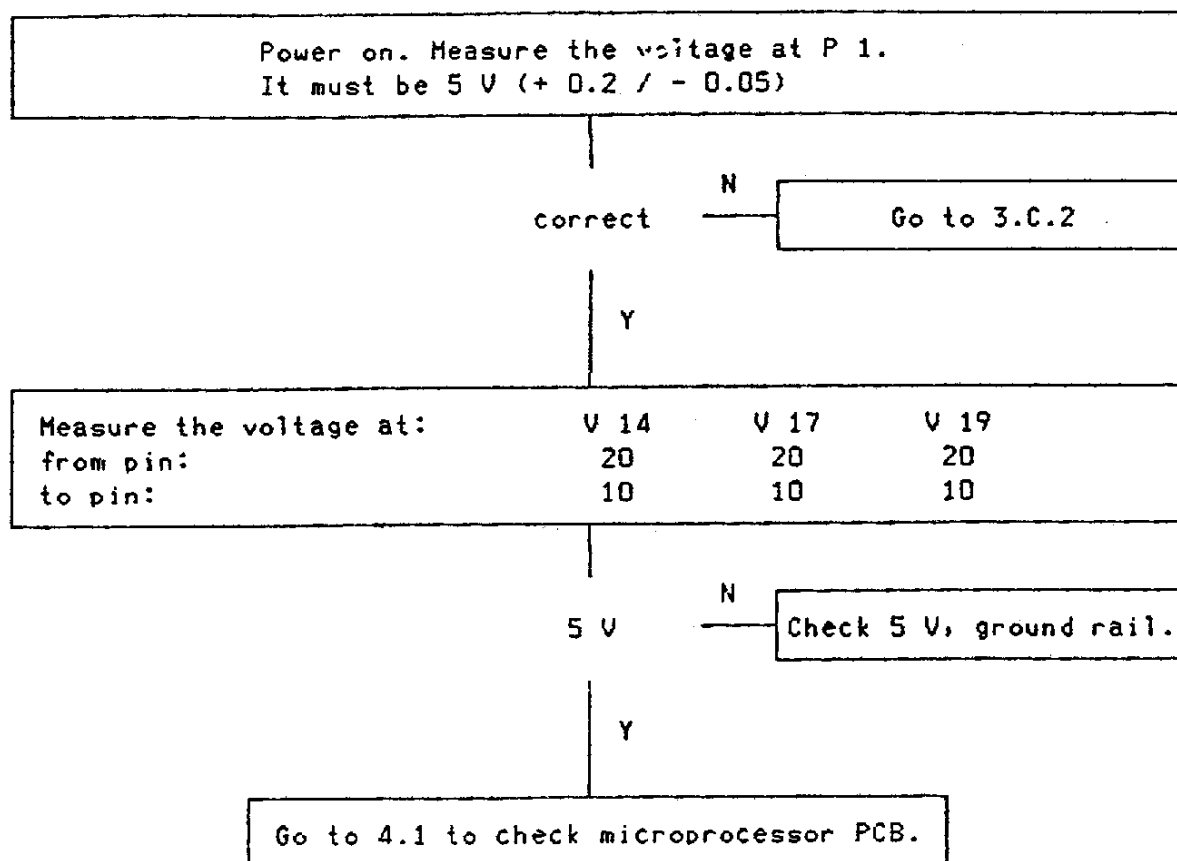 Power on. Measure the voltage at P 1.
It must be 5 V (+ 0.2 / - 0.05)
N
correct
Go to 3.C.2
Y
Measure the voltage at: V 14 V 17 V 19
from pin: 20 20 20
to pin: 10 10 10
N
5 V
Check 5 V, ground rail.
Y
Go to 4.1 to check microprocessor PCB.